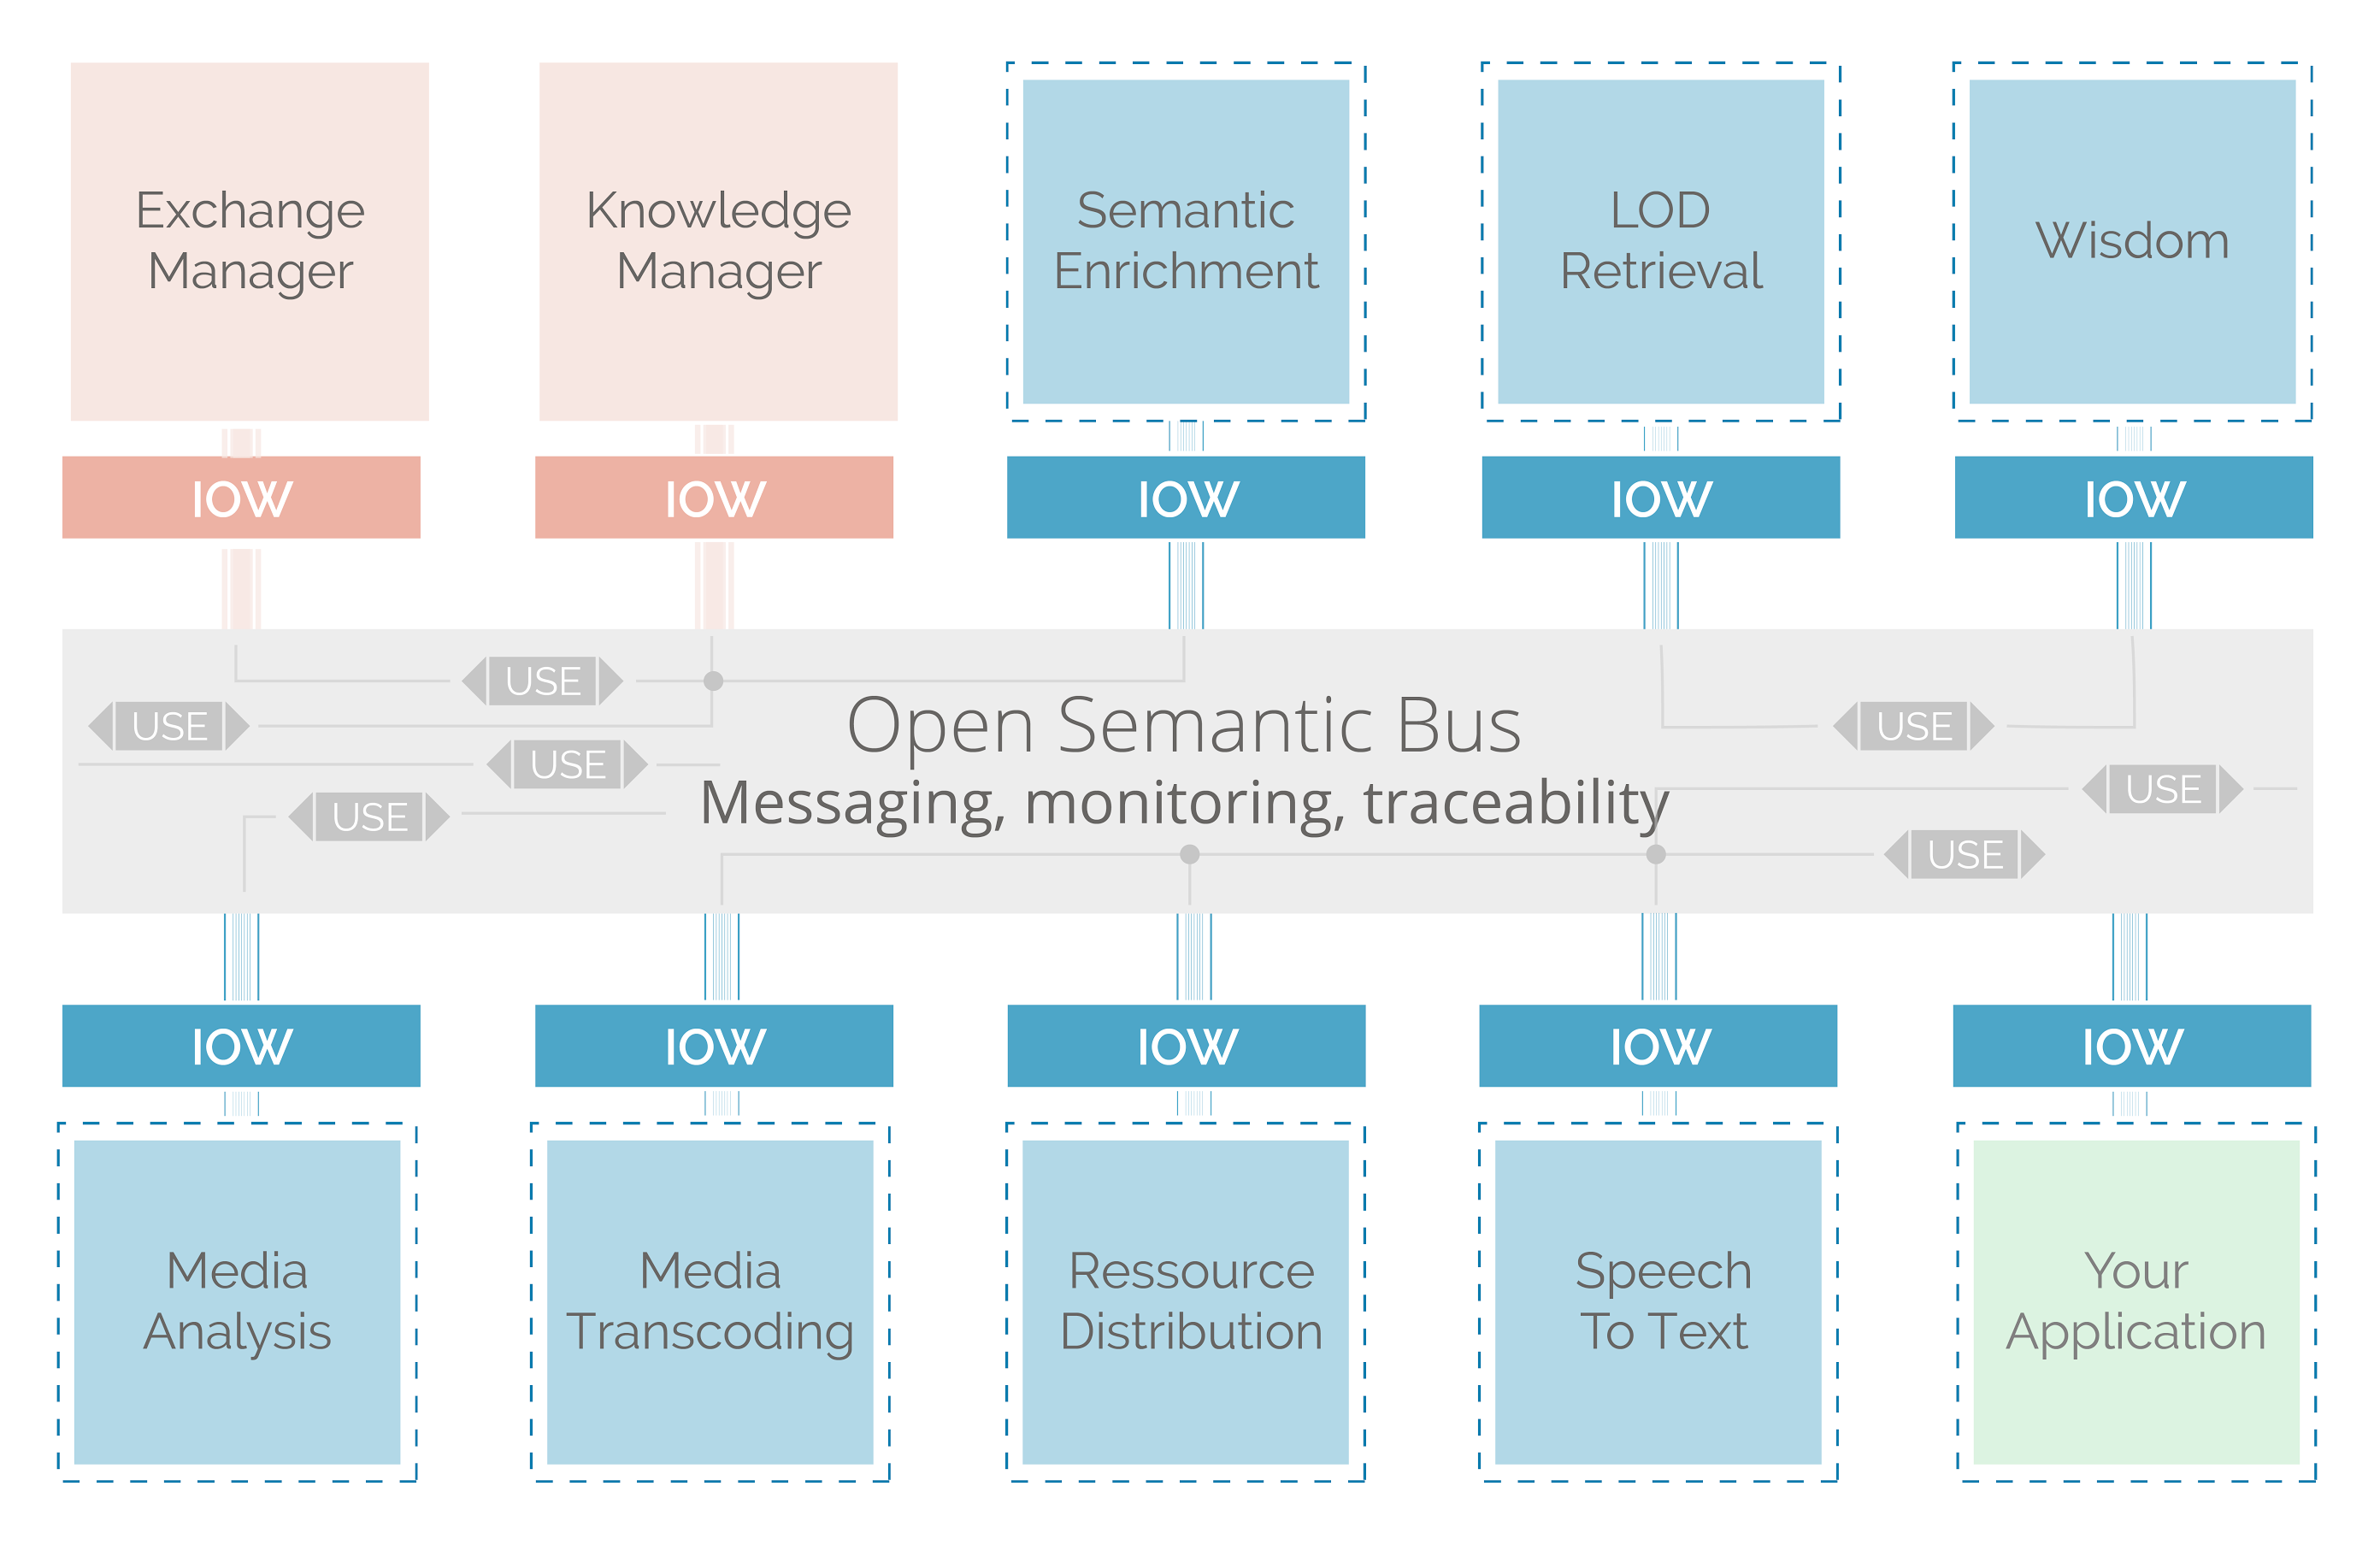 Exchange
Manager
Knowledge
Manager
Semantic
Enrichment
LOD
Retrieval
Wisdom
IOW
IOW
IOW
IOW
IOW
USE
USE
USE
USE
Open Semantic Bus
Messaging, monitoring, traceability
USE
USE
USE
IOW
IOW
IOW
IOW
IOW
Media
Analysis
Media
Transcoding
Ressource
Distribution
Speech
To Text
Your
Application